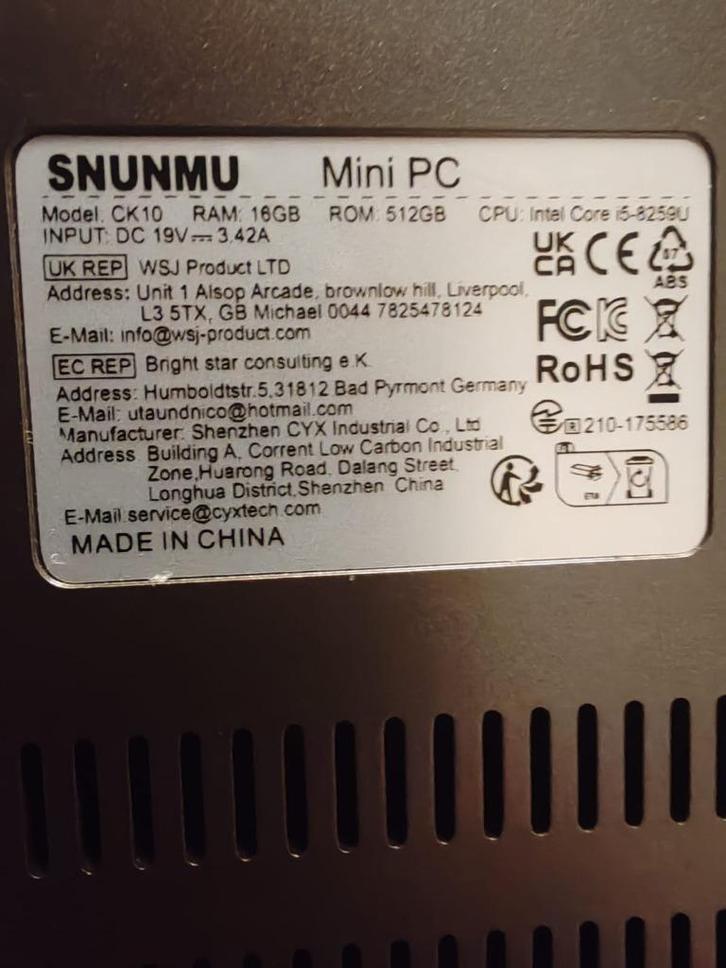 SNUNMU Mini PC
Model. CK10 RAM: 16GB ROM: 512GB CPU: Intel Core i5-8259U
INPUT: DC 19V⎓3.42A
UK REP WSJ Product LTD
Address: Unit 1 Alsop Arcade, brownlow hill, Liverpool,
L3 5TX, GB Michael 0044 7825478124
E-Mail: info@wsj-product.com
EC REP Bright star consulting e.K.
Address: Humboldtstr.5,31812 Bad Pyrmont Germany
E-Mail: utaundnico@hotmail.com
Manufacturer: Shenzhen CYX Industrial Co., Ltd
Address Building A, Corrent Low Carbon Industrial
Zone,Huarong Road, Dalang Street,
Longhua District,Shenzhen China
E-Mail:service@cyxtech.com
MADE IN CHINA
UK
CA CE
ABS
FC
RoHS
R 210-175586